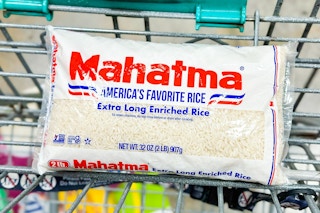 Mahatma®
AMERICA'S FAVORITE RICE
Extra Long Enriched Rice
NET WT. 32 OZ (2 LB) 907g
2 lb. Mahatma Extra Long Enriched Rice